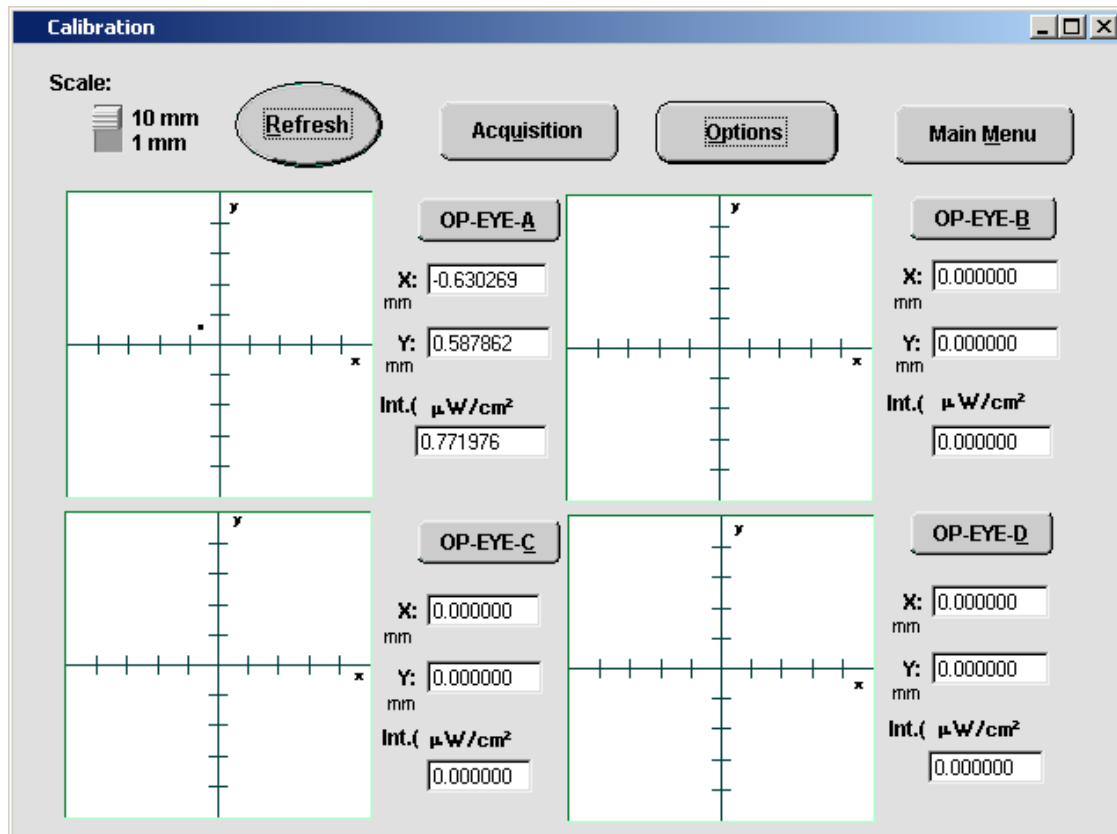 Calibration
Scale:
10 mm
1 mm
Refresh
Acquisition
Options
Main Menu
y
x
OP-EYE-A
X: -0.630269
mm
Y: 0.587862
mm
Int.( µW/cm²
0.771976
y
x
OP-EYE-B
X: 0.000000
mm
Y: 0.000000
mm
Int.( µW/cm²
0.000000
y
x
OP-EYE-C
X: 0.000000
mm
Y: 0.000000
mm
Int.( µW/cm²
0.000000
y
x
OP-EYE-D
X: 0.000000
mm
Y: 0.000000
mm
Int.( µW/cm²
0.000000